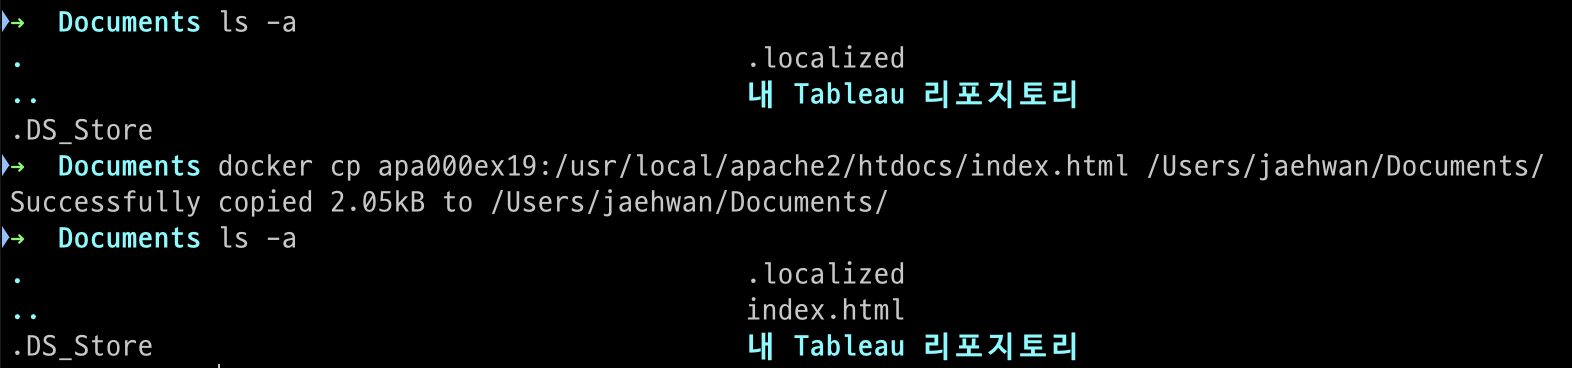 ➜ Documents ls -a
. .localized
.. 내 Tableau 리포지토리
.DS_Store
➜ Documents docker cp apa000ex19:/usr/local/apache2/htdocs/index.html /Users/jaehwan/Documents/
Successfully copied 2.05kB to /Users/jaehwan/Documents/
➜ Documents ls -a
. .localized
.. index.html
.DS_Store 내 Tableau 리포지토리